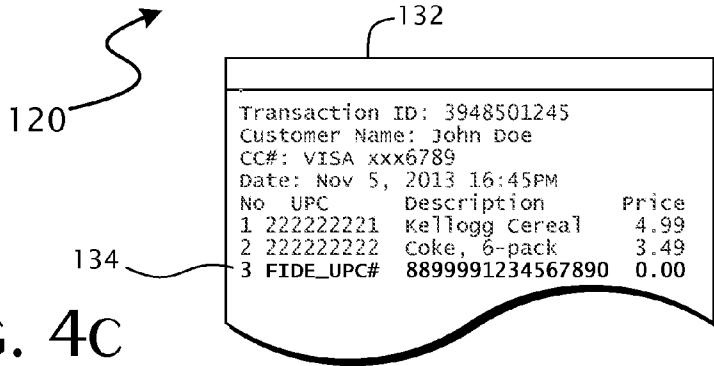 132
120
Transaction ID: 3948501245
Customer Name: John Doe
CC#: VISA xxx6789
Date: Nov 5, 2013 16:45PM
No UPC Description Price
1 222222221 Kellogg Cereal 4.99
2 222222222 Coke, 6-pack 3.49
134
3 FIDE_UPC# 8899991234567890 0.00
G. 4C